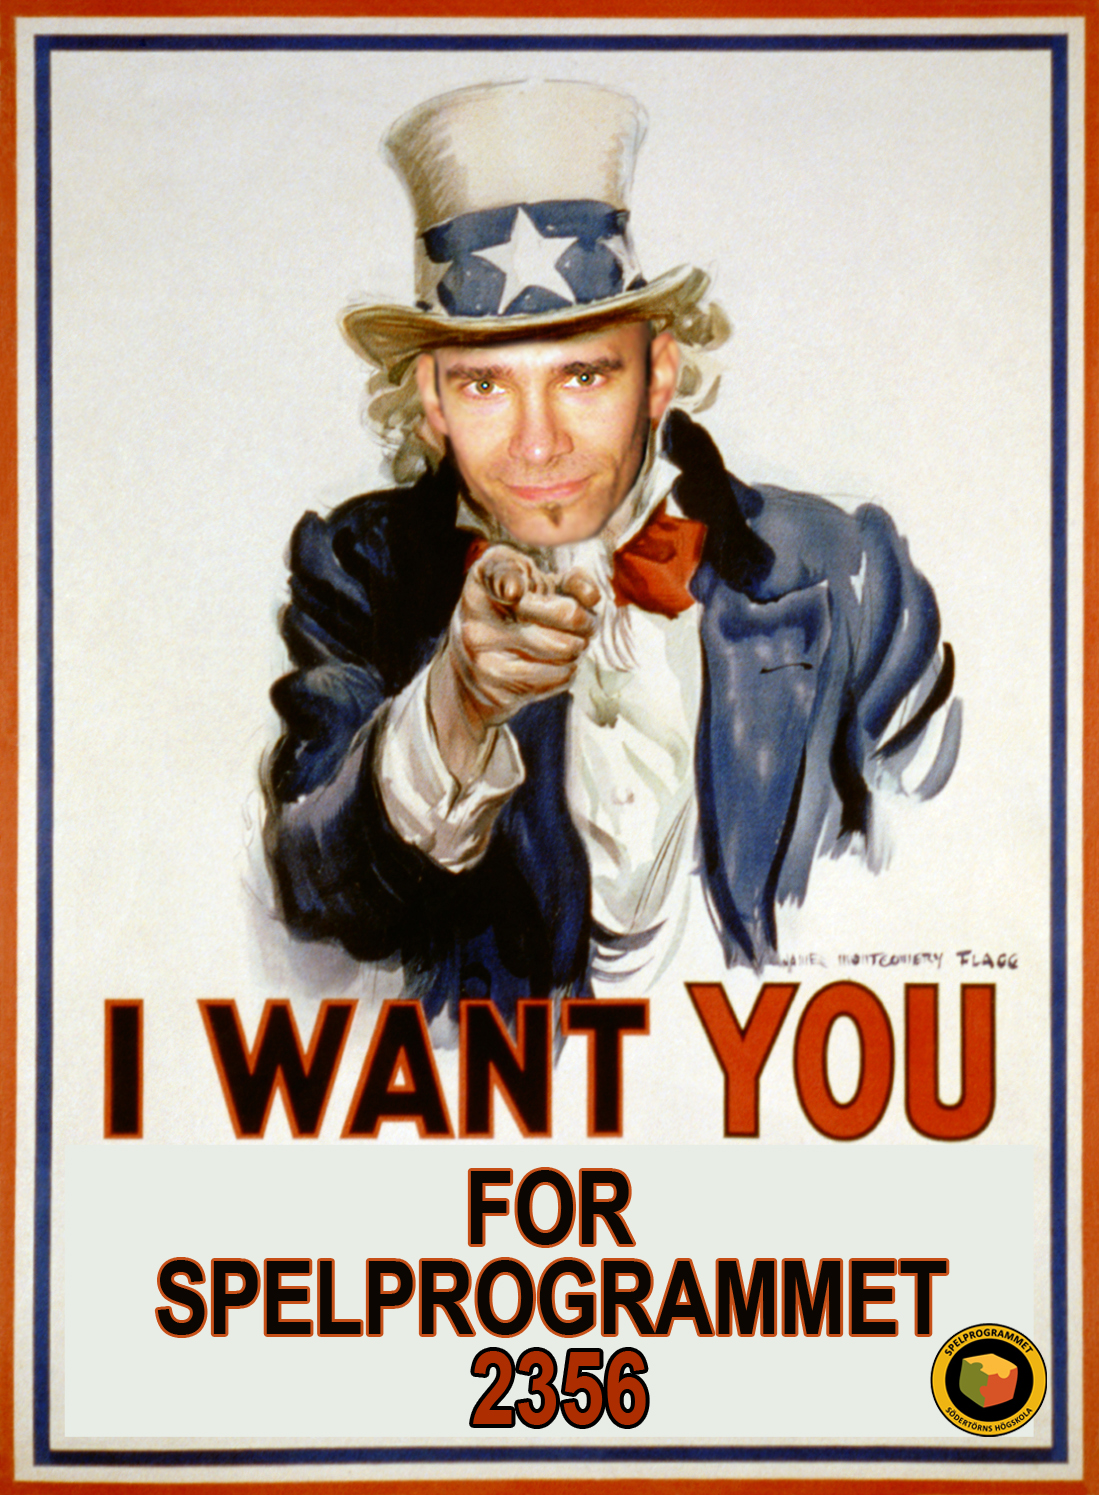 JAMES MONTGOMERY FLAGG
I WANT YOU
FOR
SPELPROGRAMMET
2356
SPELPROGRAMMET
SÖDERTÖRNS HÖGSKOLA